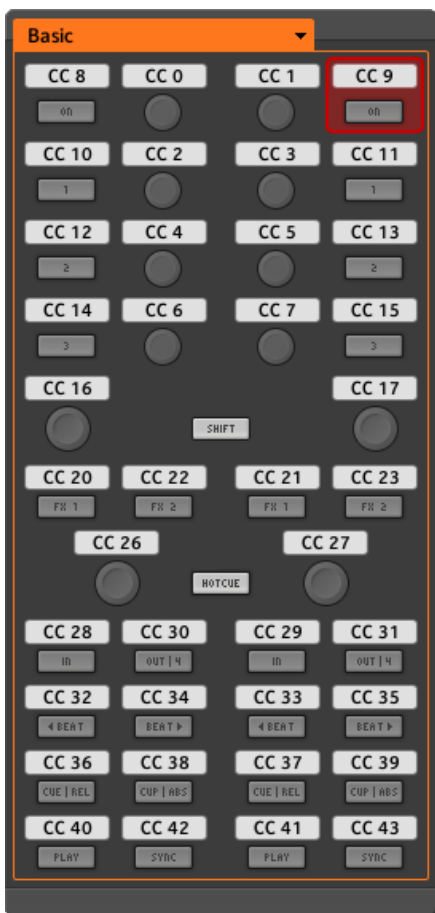 Basic
CC 8 CC 0 CC 1 CC 9
ON ON
CC 10 CC 2 CC 3 CC 11
1 1
CC 12 CC 4 CC 5 CC 13
2 2
CC 14 CC 6 CC 7 CC 15
3 3
CC 16 CC 17
SHIFT
CC 20 CC 22 CC 21 CC 23
FX 1 FX 2 FX 1 FX 2
CC 26 CC 27
HOTCUE
CC 28 CC 30 CC 29 CC 31
IN OUT | 4 IN OUT | 4
CC 32 CC 34 CC 33 CC 35
BEAT BEAT BEAT BEAT
CC 36 CC 38 CC 37 CC 39
CUE | REL CUP | ABS CUE | REL CUP | ABS
CC 40 CC 42 CC 41 CC 43
PLAY SYNC PLAY SYNC